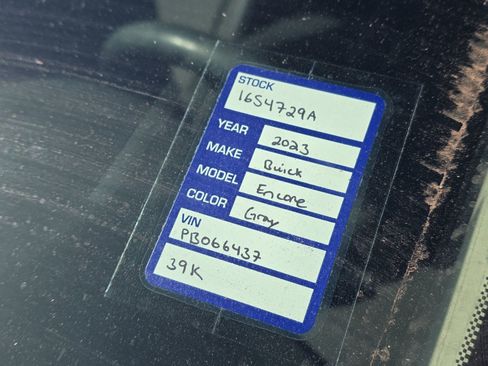 STOCK
16S4729A
YEAR 2023
MAKE Buick
MODEL Encore
COLOR Gray
VIN
PB066437
39K